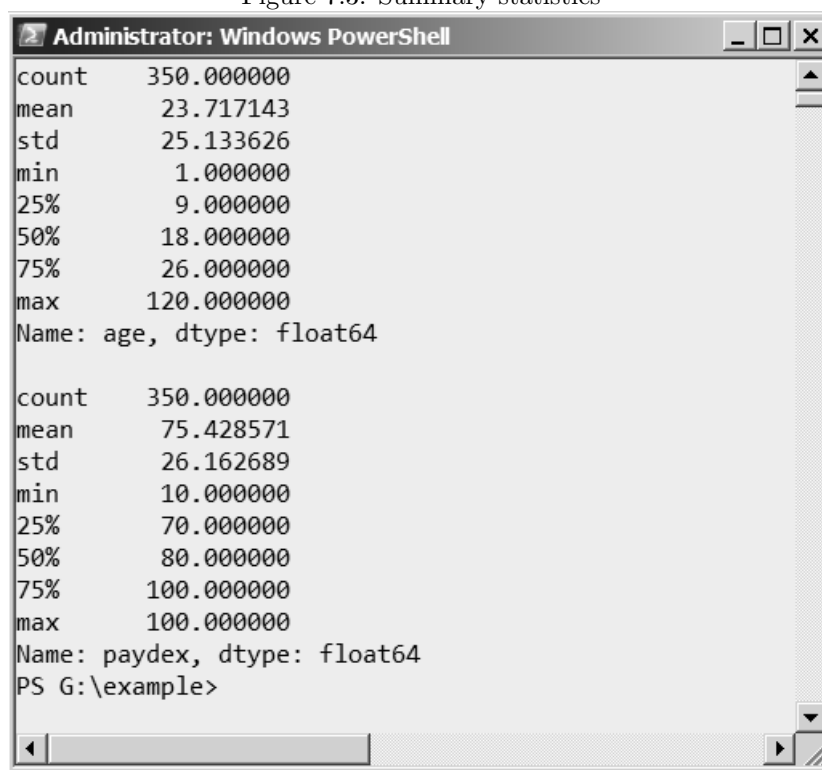 Figure 7.5: Summary statistics
Administrator: Windows PowerShell
count 350.000000
mean 23.717143
std 25.133626
min 1.000000
25% 9.000000
50% 18.000000
75% 26.000000
max 120.000000
Name: age, dtype: float64
count 350.000000
mean 75.428571
std 26.162689
min 10.000000
25% 70.000000
50% 80.000000
75% 100.000000
max 100.000000
Name: paydex, dtype: float64
PS G:\example>